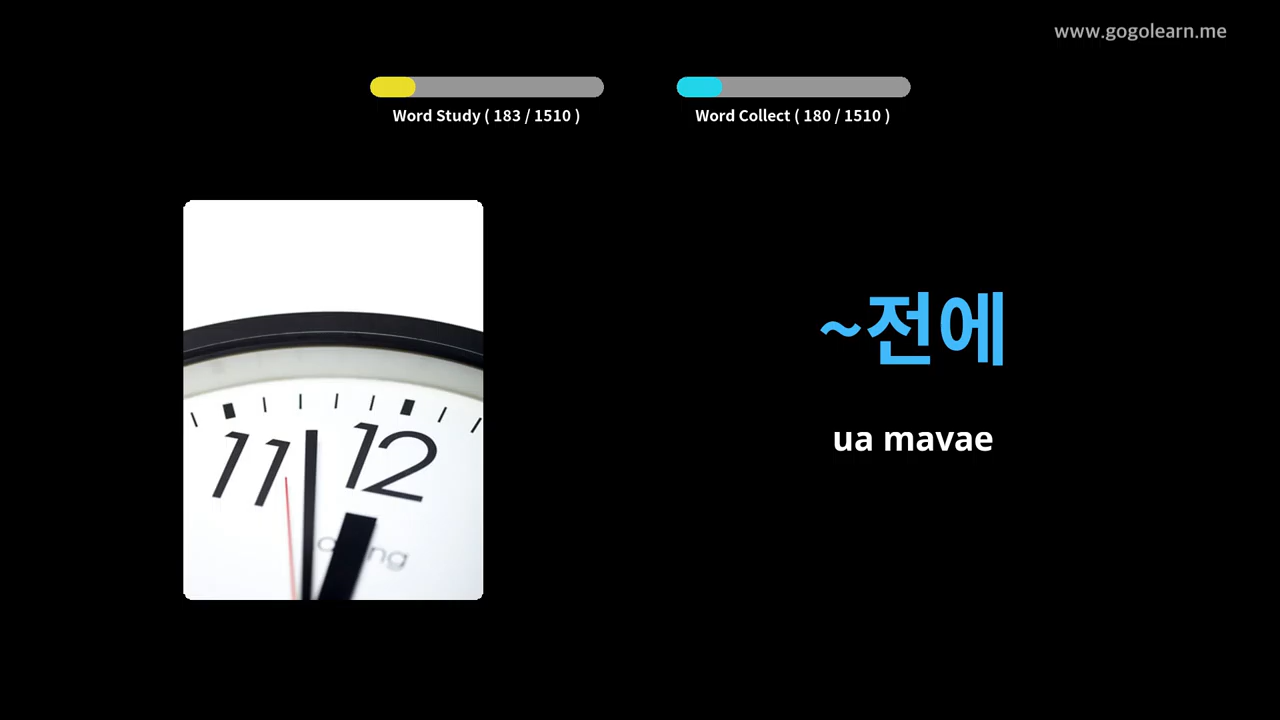 www.gogolearn.me
Word Study ( 183 / 1510 )
Word Collect ( 180 / 1510 )
~전에
ua mavae
11
12